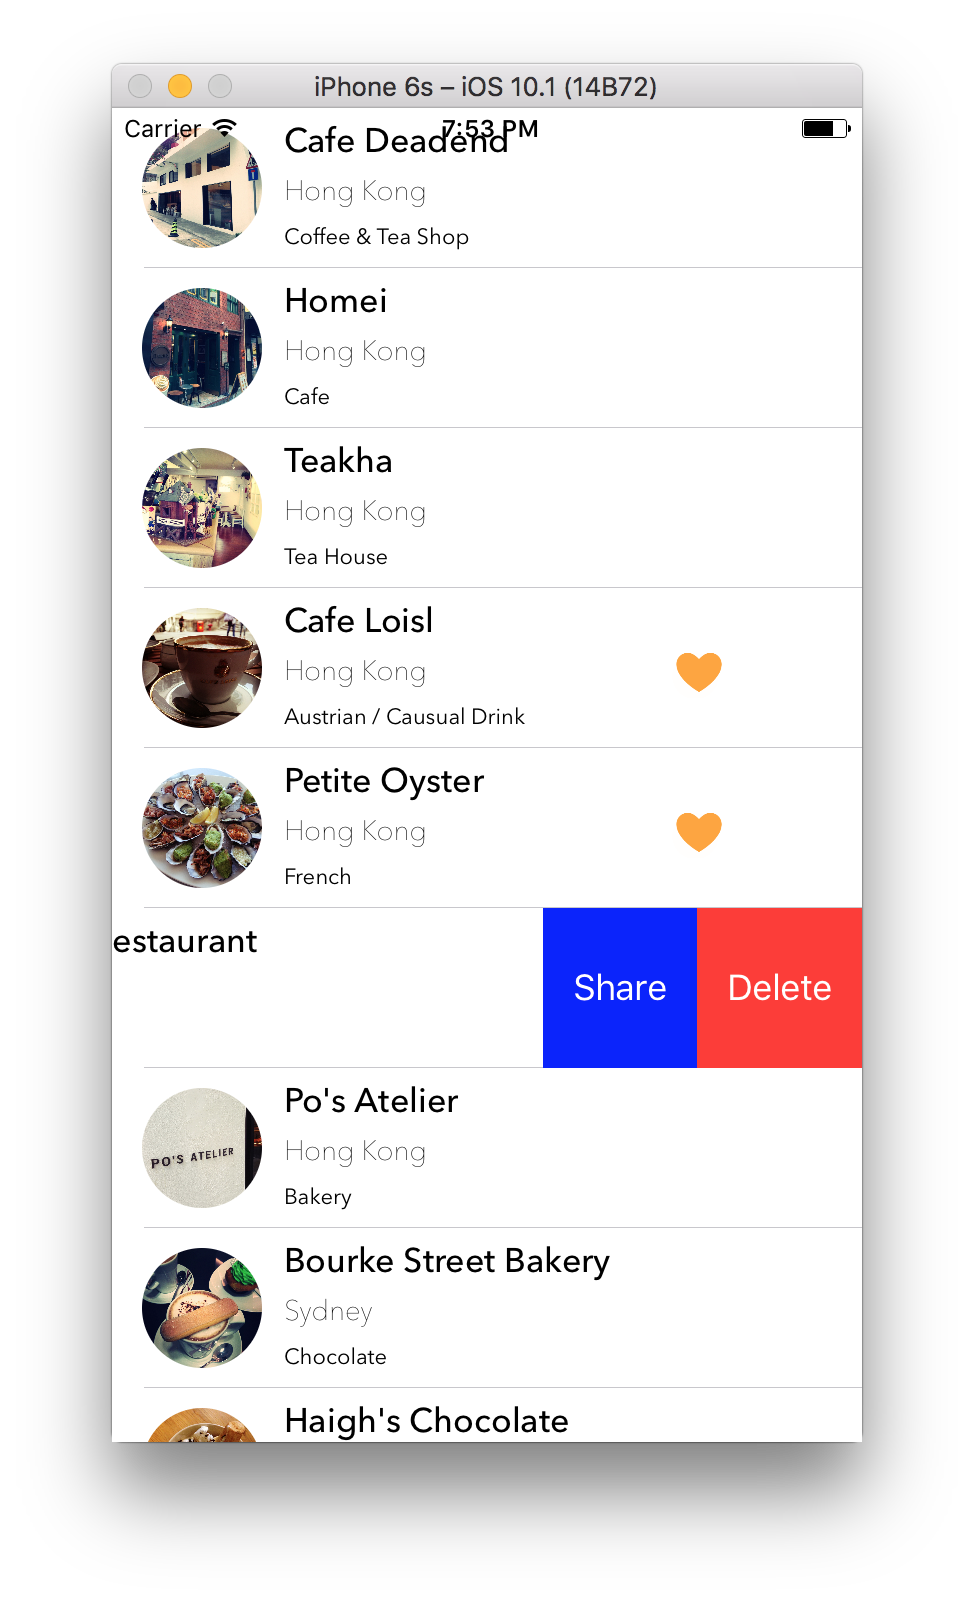 iPhone 6s – iOS 10.1 (14B72)
Carrier 7:53 PM
Cafe Deadend
Hong Kong
Coffee & Tea Shop
Homei
Hong Kong
Cafe
Teakha
Hong Kong
Tea House
Cafe Loisl
Hong Kong
Austrian / Causual Drink
Petite Oyster
Hong Kong
French
estaurant
Share Delete
PO'S ATELIER
Po's Atelier
Hong Kong
Bakery
Bourke Street Bakery
Sydney
Chocolate
Haigh's Chocolate